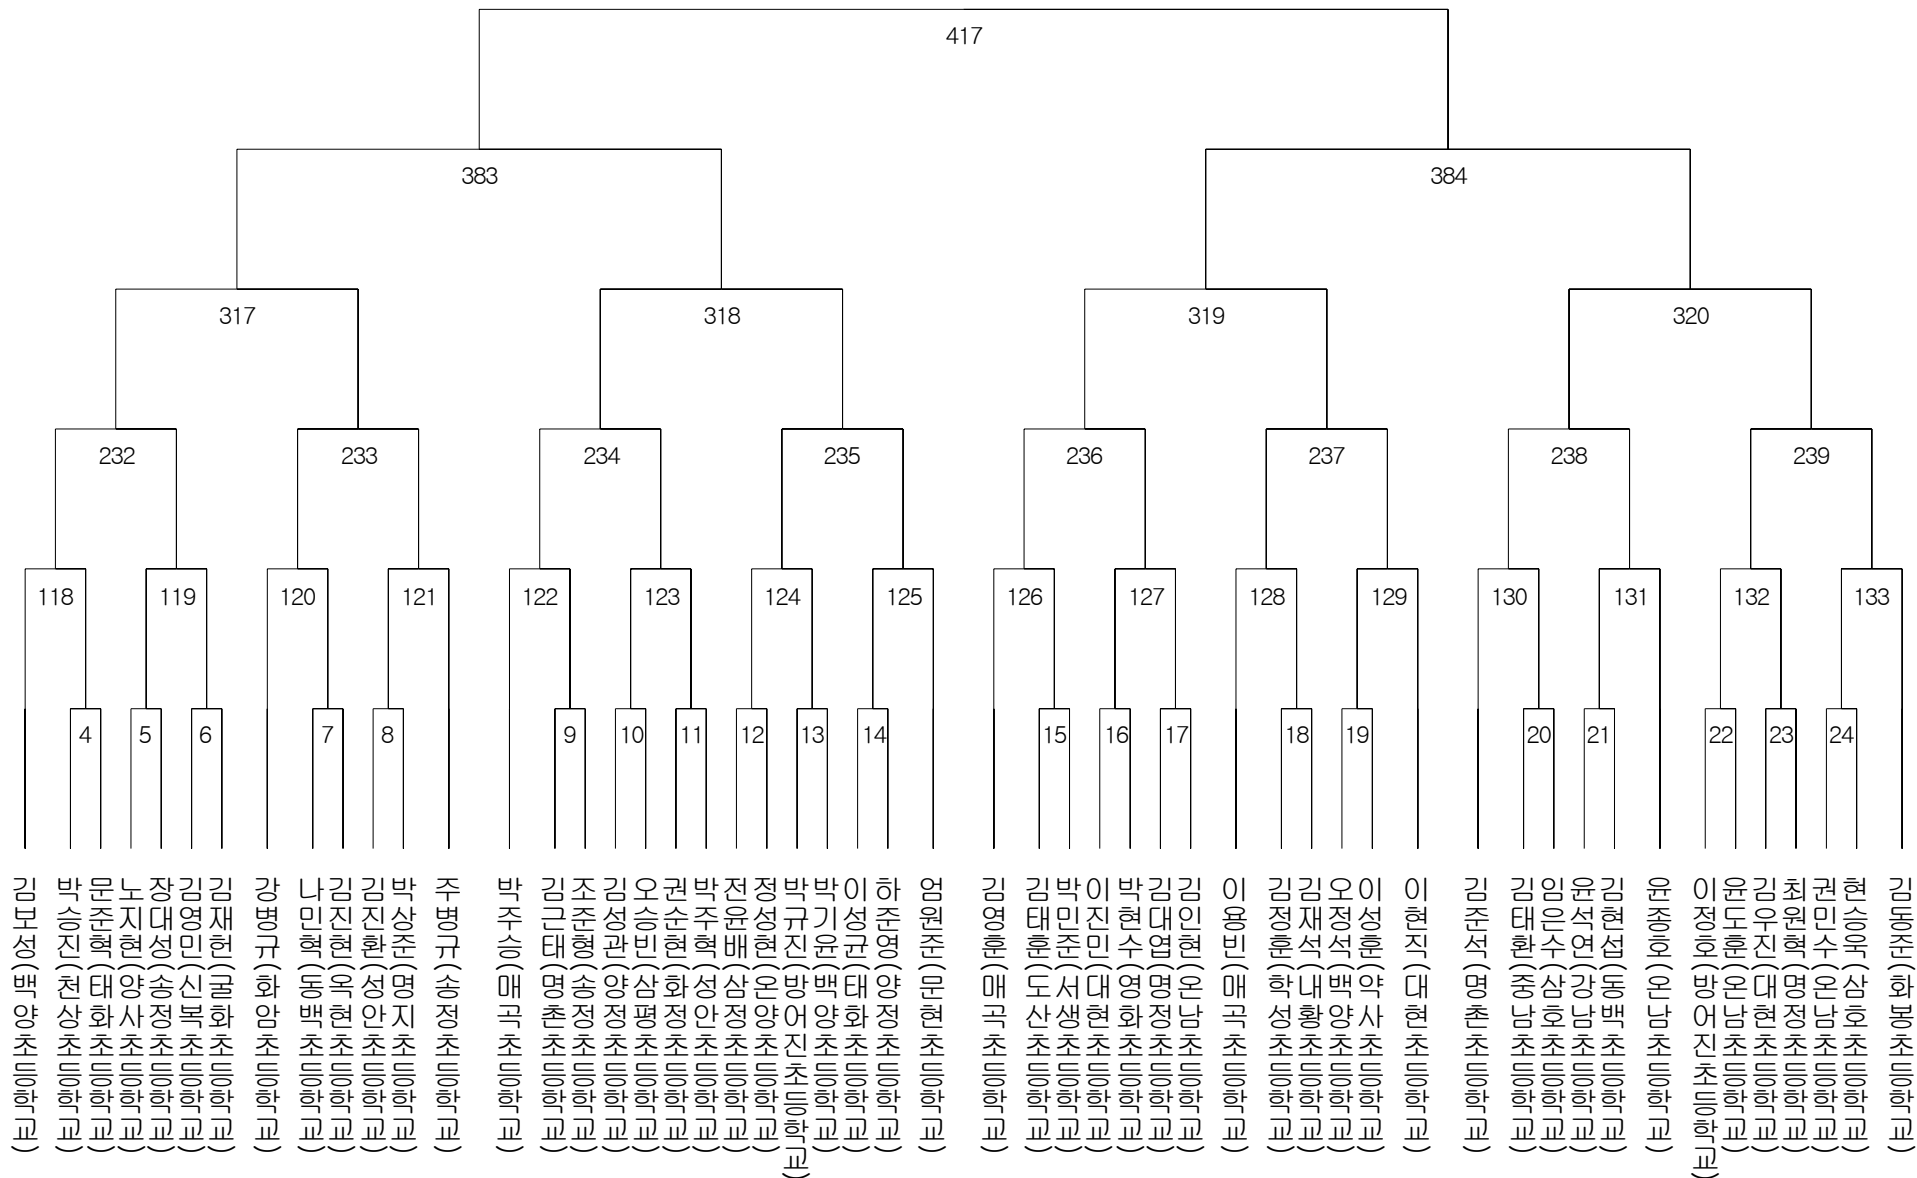 417
383
384
317
318
319
320
232
233
234
235
236
237
238
239
118
119
120
121
122
123
124
125
126
127
128
129
130
131
132
133
4
5
6
7
8
9
10
11
12
13
14
15
16
17
18
19
20
21
22
23
24
김보성(백양초등학교)
박승진(천상초등학교)
문준혁(태화초등학교)
노지현(양사초등학교)
장대성(송정초등학교)
김영민(신복초등학교)
김재헌(굴화초등학교)
강병규(화암초등학교)
나민혁(동백초등학교)
김진현(옥현초등학교)
김진환(성안초등학교)
박상준(명지초등학교)
주병규(송정초등학교)
박주승(매곡초등학교)
김근태(명촌초등학교)
조준형(송정초등학교)
김성관(양정초등학교)
오승빈(삼평초등학교)
권순현(화정초등학교)
박주혁(성안초등학교)
전윤배(삼정초등학교)
정성현(온양초등학교)
박규진(방어진초등학교)
박기윤(백양초등학교)
이성균(태화초등학교)
하준영(양정초등학교)
엄원준(문현초등학교)
김영훈(매곡초등학교)
김태훈(도산초등학교)
박민준(서생초등학교)
이진민(대현초등학교)
박현수(영화초등학교)
김대엽(명정초등학교)
김인현(온남초등학교)
이용빈(매곡초등학교)
김정훈(학성초등학교)
김재석(내황초등학교)
오정석(백양초등학교)
이성훈(약사초등학교)
이현직(대현초등학교)
김준석(명촌초등학교)
김태환(중남초등학교)
임은수(삼호초등학교)
윤석연(강남초등학교)
김현섭(동백초등학교)
윤종호(온남초등학교)
이정호(방어진초등학교)
윤도훈(온남초등학교)
김우진(대현초등학교)
최원혁(명정초등학교)
권민수(온남초등학교)
현승욱(삼호초등학교)
김동준(화봉초등학교)